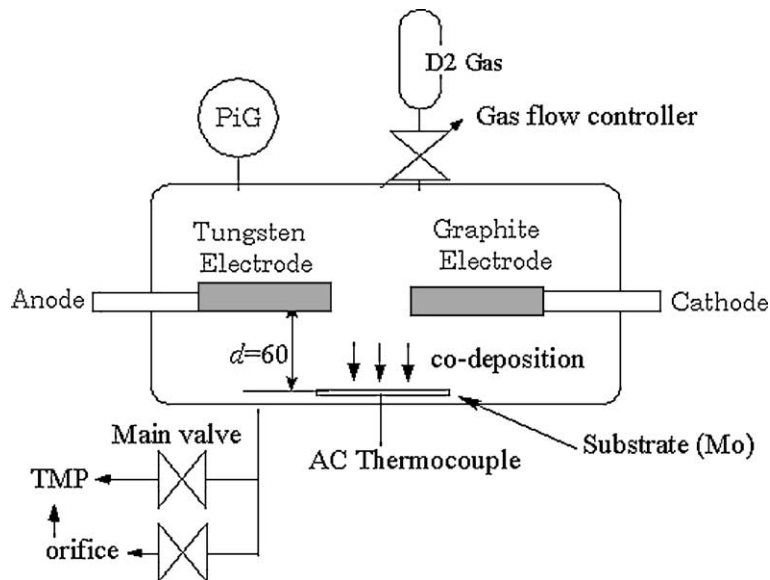 D2 Gas
PiG
Gas flow controller
Tungsten
Electrode
Graphite
Electrode
Anode
Cathode
d=60
co-deposition
Main valve
AC Thermocouple
Substrate (Mo)
TMP
orifice